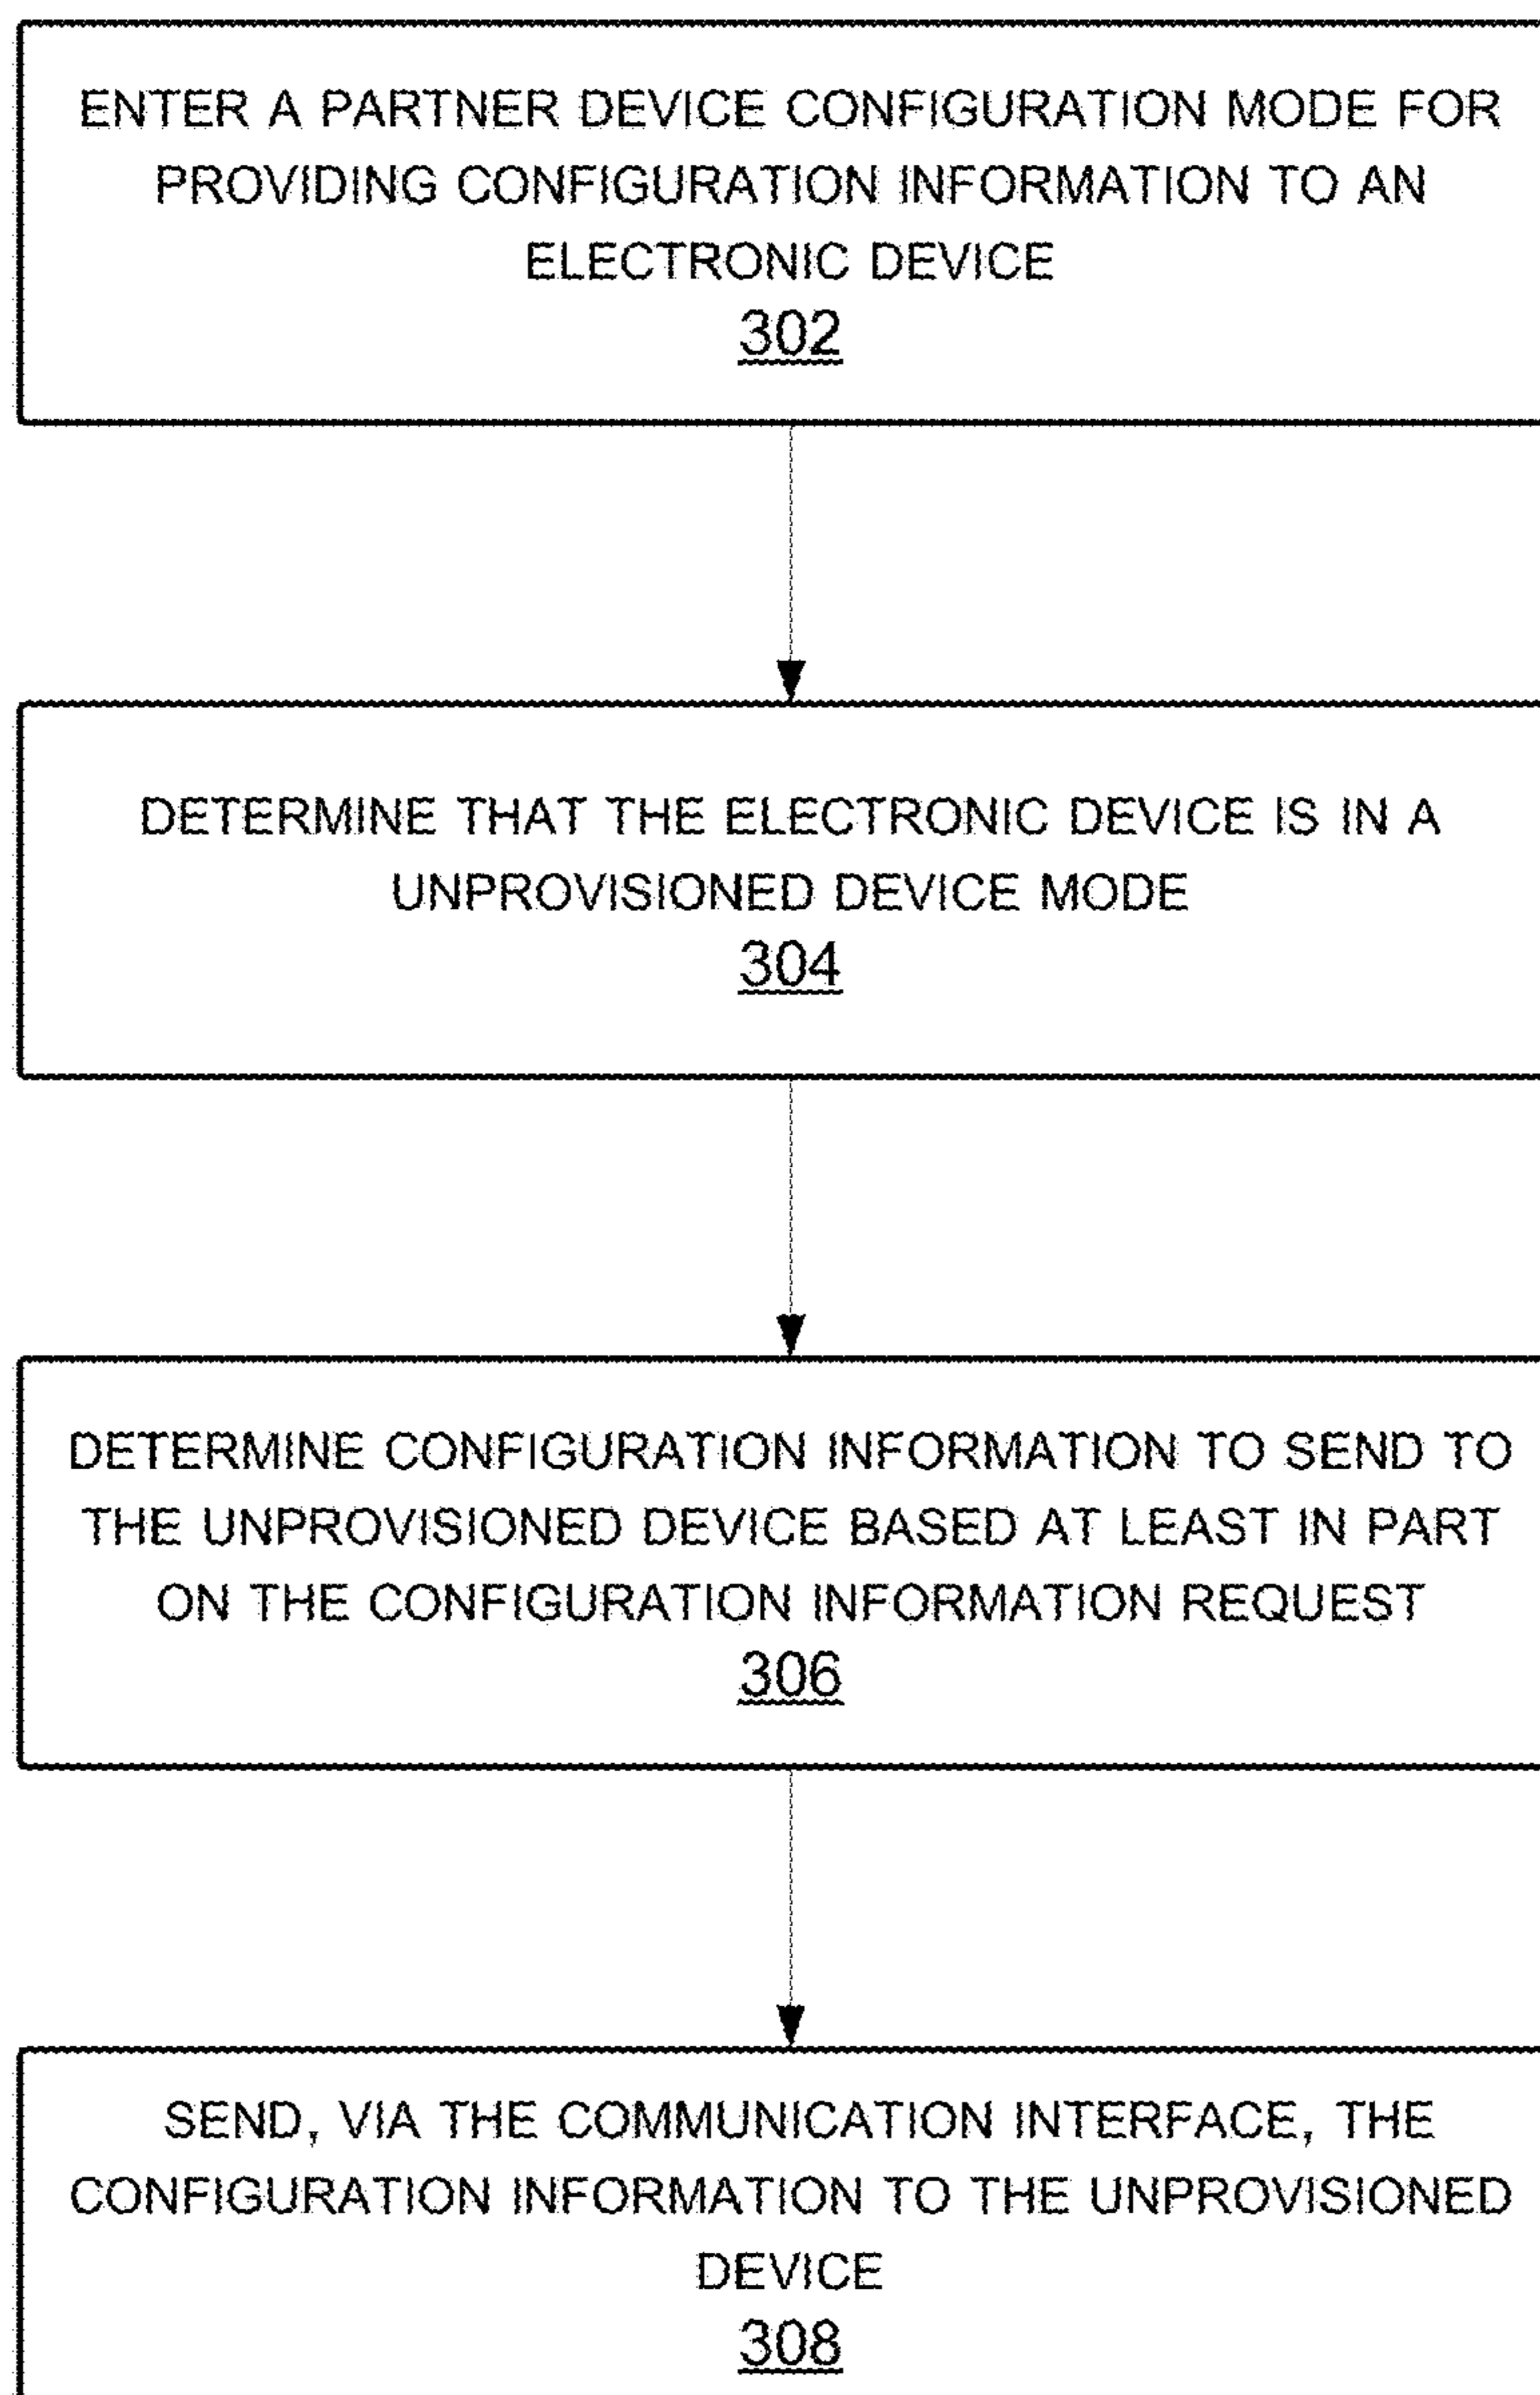 ENTER A PARTNER DEVICE CONFIGURATION MODE FOR
PROVIDING CONFIGURATION INFORMATION TO AN
ELECTRONIC DEVICE
302
DETERMINE THAT THE ELECTRONIC DEVICE IS IN A
UNPROVISIONED DEVICE MODE
304
DETERMINE CONFIGURATION INFORMATION TO SEND TO
THE UNPROVISIONED DEVICE BASED AT LEAST IN PART
ON THE CONFIGURATION INFORMATION REQUEST
306
SEND, VIA THE COMMUNICATION INTERFACE, THE
CONFIGURATION INFORMATION TO THE UNPROVISIONED
DEVICE
308